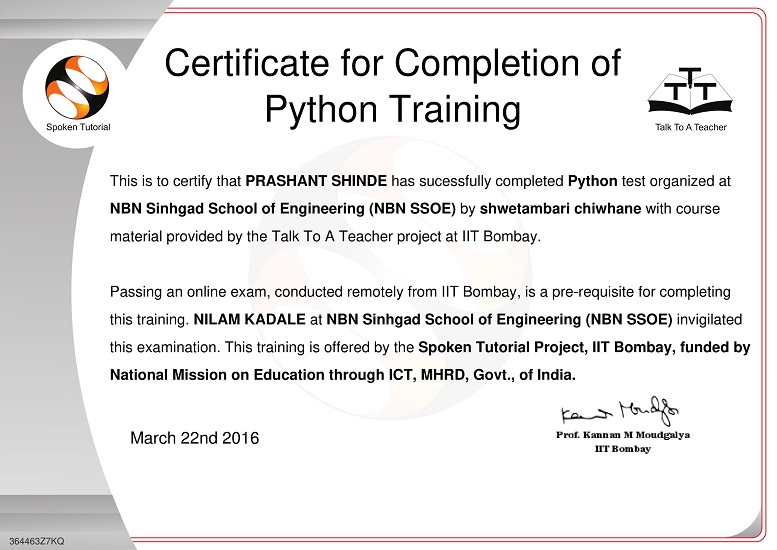 Certificate for Completion of
Python Training
Spoken Tutorial
TTT
Talk To A Teacher
This is to certify that PRASHANT SHINDE has sucessfully completed Python test organized at
NBN Sinhgad School of Engineering (NBN SSOE) by shwetambari chiwhane with course
material provided by the Talk To A Teacher project at IIT Bombay.
Passing an online exam, conducted remotely from IIT Bombay, is a pre-requisite for completing
this training. NILAM KADALE at NBN Sinhgad School of Engineering (NBN SSOE) invigilated
this examination. This training is offered by the Spoken Tutorial Project, IIT Bombay, funded by
National Mission on Education through ICT, MHRD, Govt., of India.
March 22nd 2016
Kannan Moudgalya
Prof. Kannan M Moudgalya
IIT Bombay
364463Z7KQ